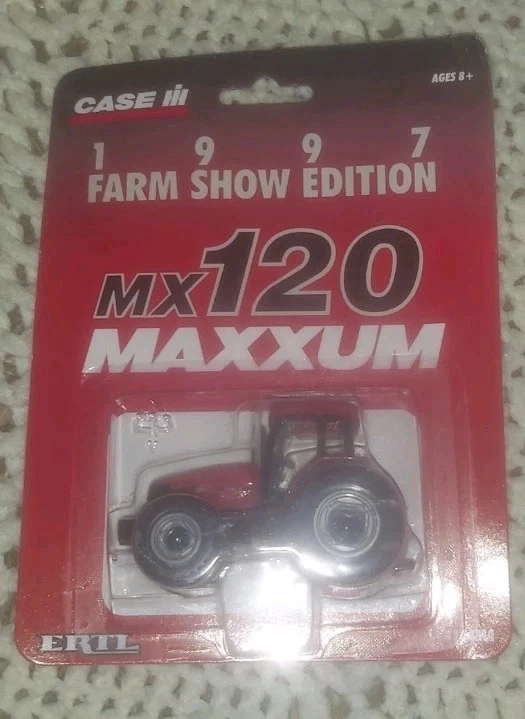 AGES 8+
CASE IH
1 9 9 7
FARM SHOW EDITION
MX120
MAXXUM
ERTL